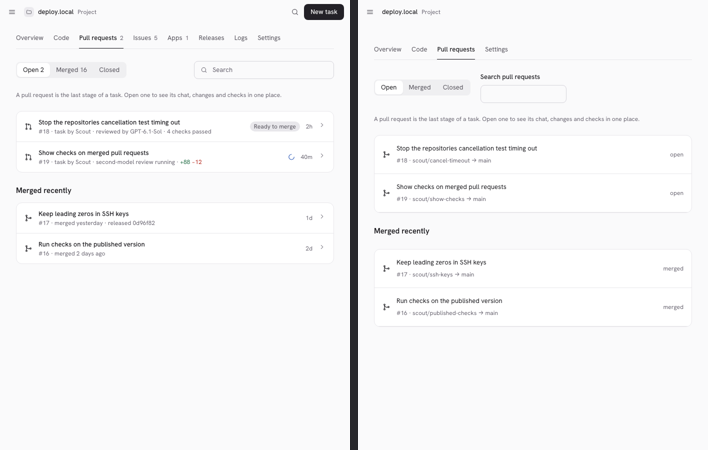 deploy.local Project
New task
Overview Code Pull requests 2 Issues 5 Apps 1 Releases Logs Settings
Open 2 Merged 16 Closed
Search
A pull request is the last stage of a task. Open one to see its chat, changes and checks in one place.
Stop the repositories cancellation test timing out
#18 · task by Scout · reviewed by GPT-6.1-Sol · 4 checks passed
Ready to merge 2h
Show checks on merged pull requests
#19 · task by Scout · second-model review running · +88 −12
40m
Merged recently
Keep leading zeros in SSH keys
#17 · merged yesterday · released 0d96f82
1d
Run checks on the published version
#16 · merged 2 days ago
2d
deploy.local Project
Overview Code Pull requests Settings
Open Merged Closed
Search pull requests
A pull request is the last stage of a task. Open one to see its chat, changes and checks in one place.
Stop the repositories cancellation test timing out
#18 · scout/cancel-timeout → main
open
Show checks on merged pull requests
#19 · scout/show-checks → main
open
Merged recently
Keep leading zeros in SSH keys
#17 · scout/ssh-keys → main
merged
Run checks on the published version
#16 · scout/published-checks → main
merged